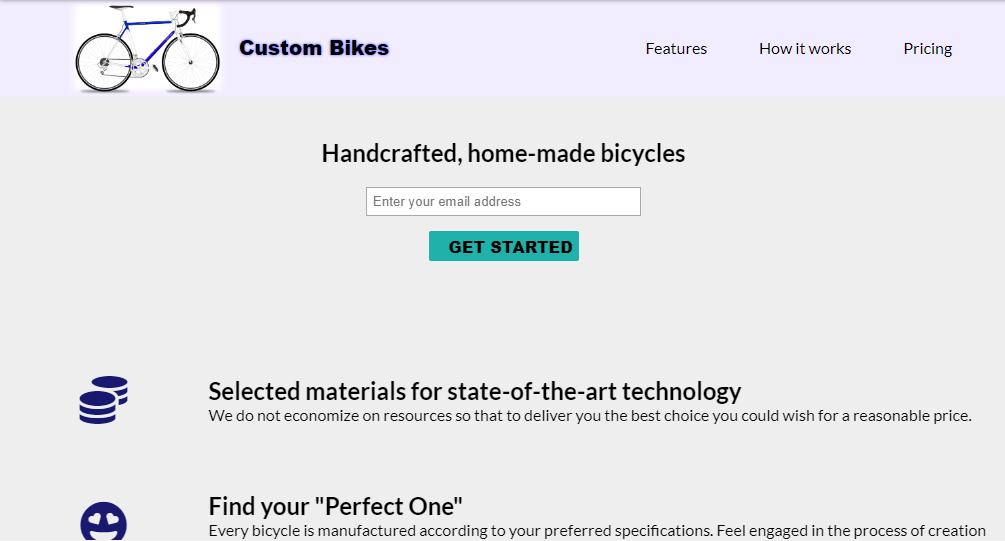 Custom Bikes
Features
How it works
Pricing
Handcrafted, home-made bicycles
Enter your email address
GET STARTED
Selected materials for state-of-the-art technology
We do not economize on resources so that to deliver you the best choice you could wish for a reasonable price.
Find your "Perfect One"
Every bicycle is manufactured according to your preferred specifications. Feel engaged in the process of creation